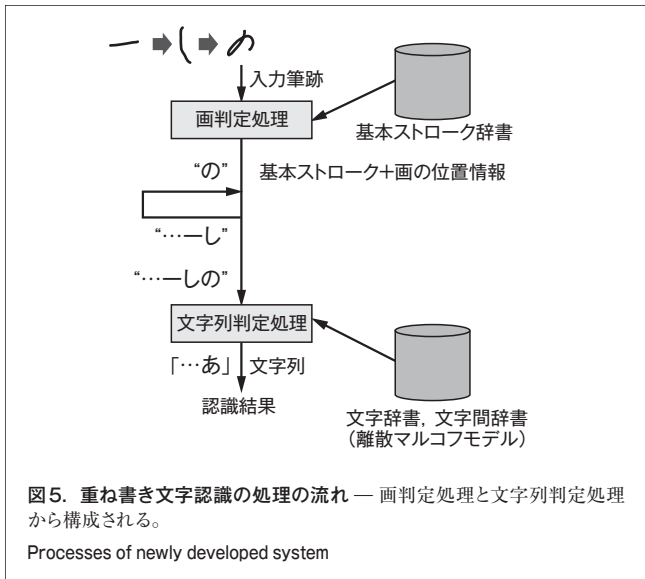 一 ➡ し ➡ の
入力筆跡
画判定処理
基本ストローク辞書
“の” 基本ストローク＋画の位置情報
“…ーし”
“…ーしの”
文字列判定処理
「…あ」 文字列
認識結果
文字辞書，文字間辞書
（離散マルコフモデル）
図5．重ね書き文字認識の処理の流れ — 画判定処理と文字列判定処理
から構成される。
Processes of newly developed system